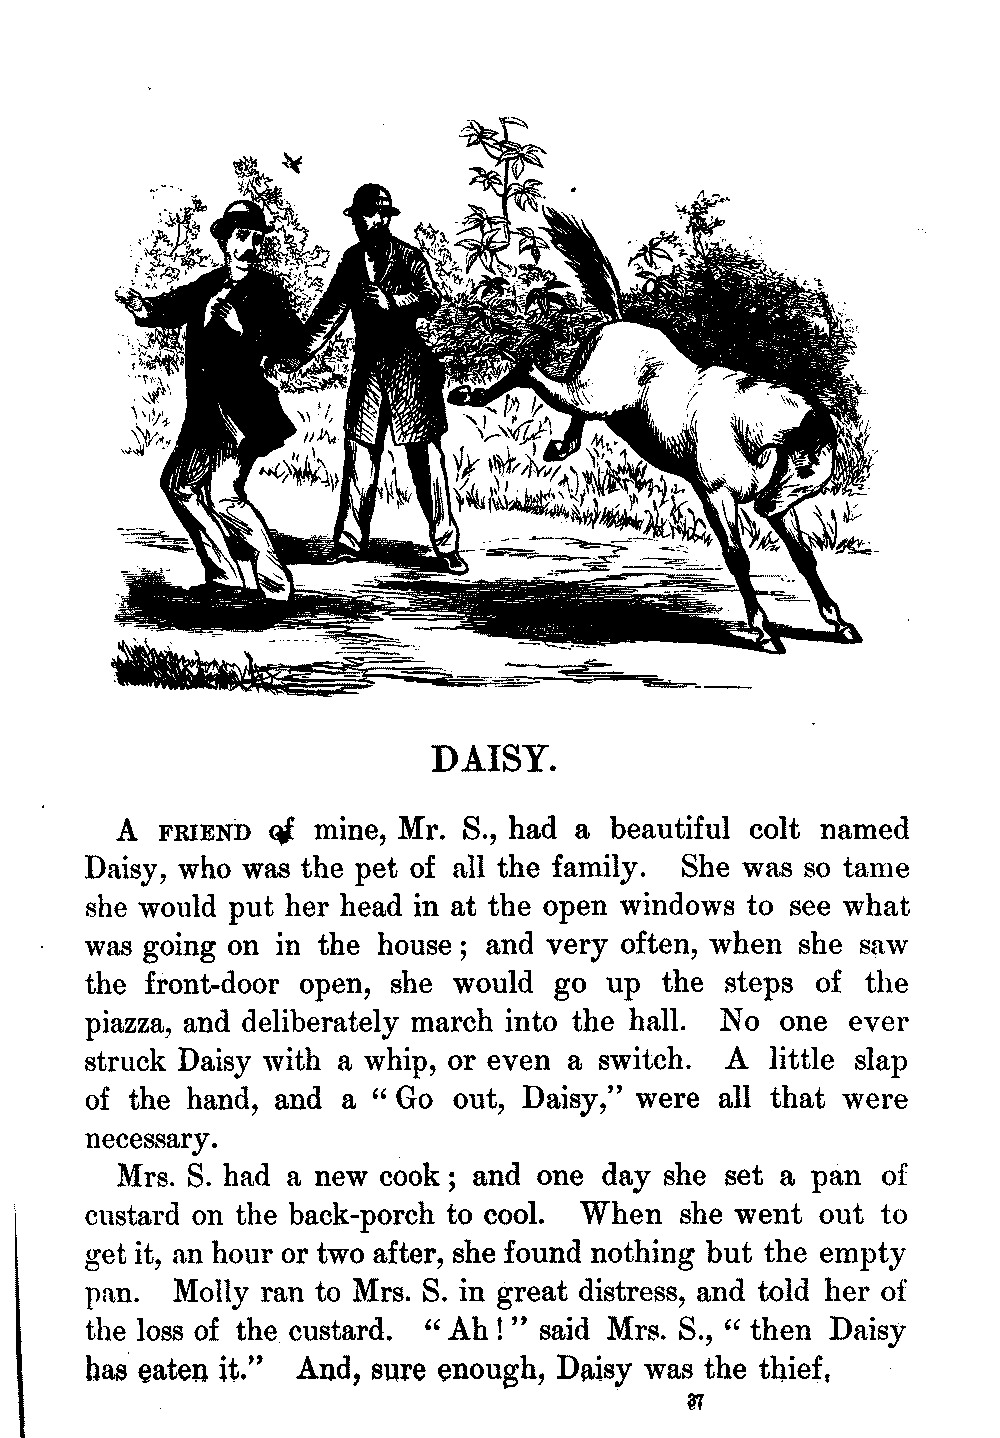 DAISY.
A FRIEND of mine, Mr. S., had a beautiful colt named
Daisy, who was the pet of all the family. She was so tame
she would put her head in at the open windows to see what
was going on in the house; and very often, when she saw
the front-door open, she would go up the steps of the
piazza, and deliberately march into the hall. No one ever
struck Daisy with a whip, or even a switch. A little slap
of the hand, and a “Go out, Daisy,” were all that were
necessary.
Mrs. S. had a new cook; and one day she set a pan of
custard on the back-porch to cool. When she went out to
get it, an hour or two after, she found nothing but the empty
pan. Molly ran to Mrs. S. in great distress, and told her of
the loss of the custard. “Ah!” said Mrs. S., “then Daisy
has eaten it.” And, sure enough, Daisy was the thief.
37